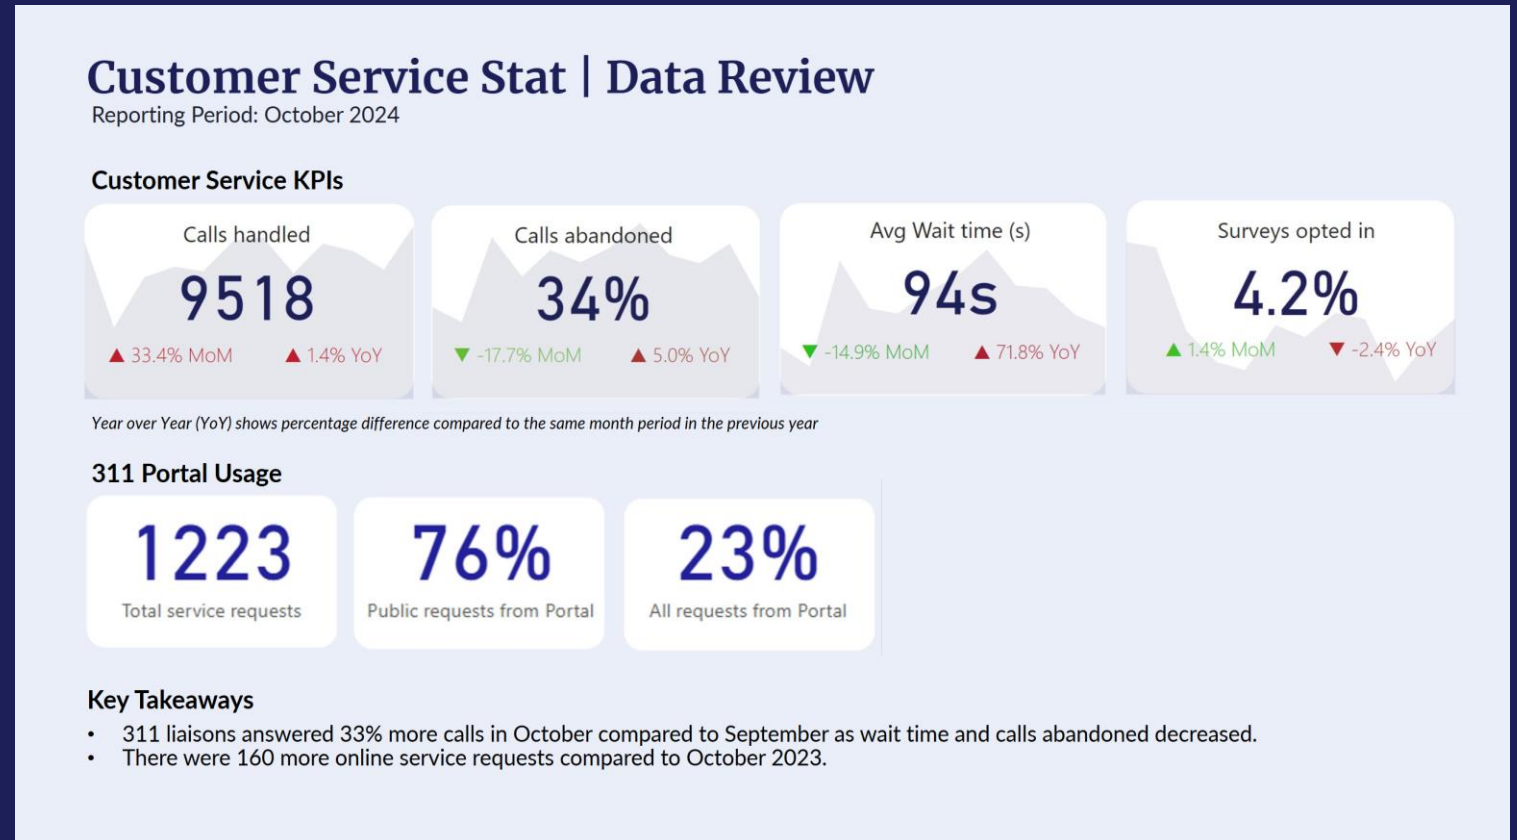 Customer Service Stat | Data Review
Reporting Period: October 2024
Customer Service KPIs
Calls handled
9518
▲ 33.4% MoM ▲ 1.4% YoY
Calls abandoned
34%
▼ -17.7% MoM ▲ 5.0% YoY
Avg Wait time (s)
94s
▼ -14.9% MoM ▲ 71.8% YoY
Surveys opted in
4.2%
▲ 1.4% MoM ▼ -2.4% YoY
Year over Year (YoY) shows percentage difference compared to the same month period in the previous year
311 Portal Usage
1223
Total service requests
76%
Public requests from Portal
23%
All requests from Portal
Key Takeaways
• 311 liaisons answered 33% more calls in October compared to September as wait time and calls abandoned decreased.
• There were 160 more online service requests compared to October 2023.